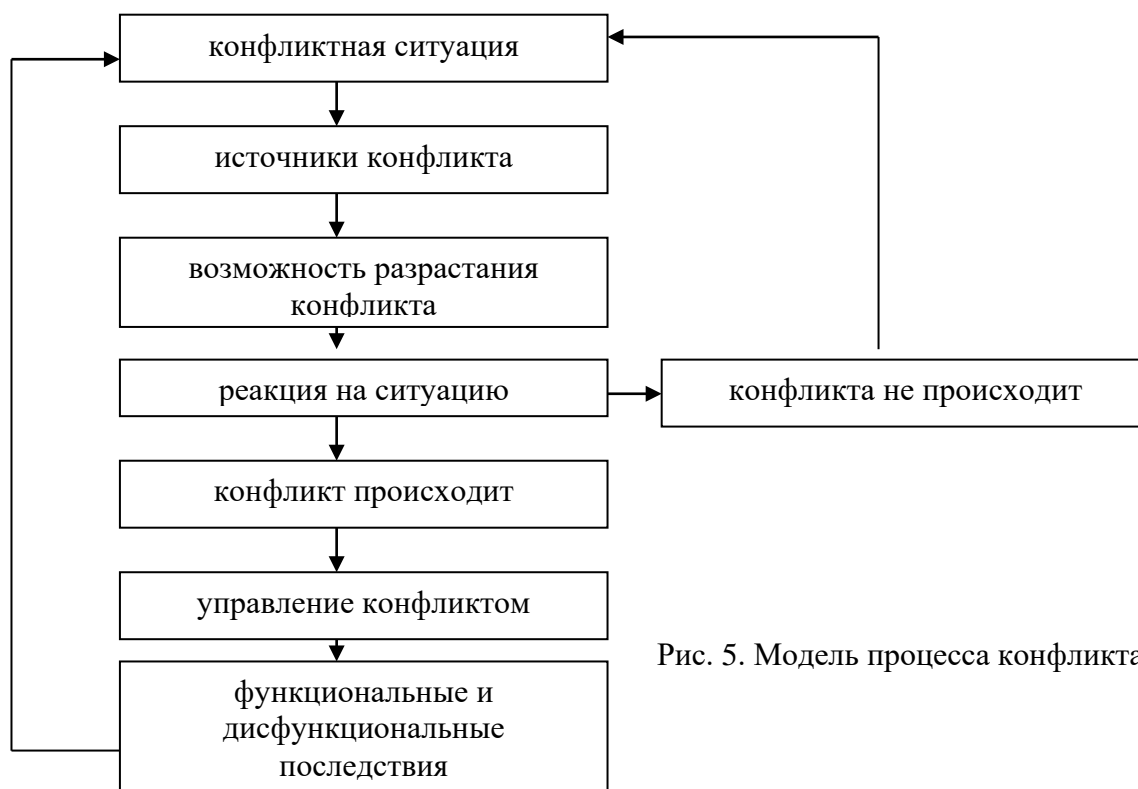 конфликтная ситуация
источники конфликта
возможность разрастания
конфликта
реакция на ситуацию
конфликта не происходит
конфликт происходит
управление конфликтом
Рис. 5. Модель процесса конфликта
функциональные и
дисфункциональные
последствия